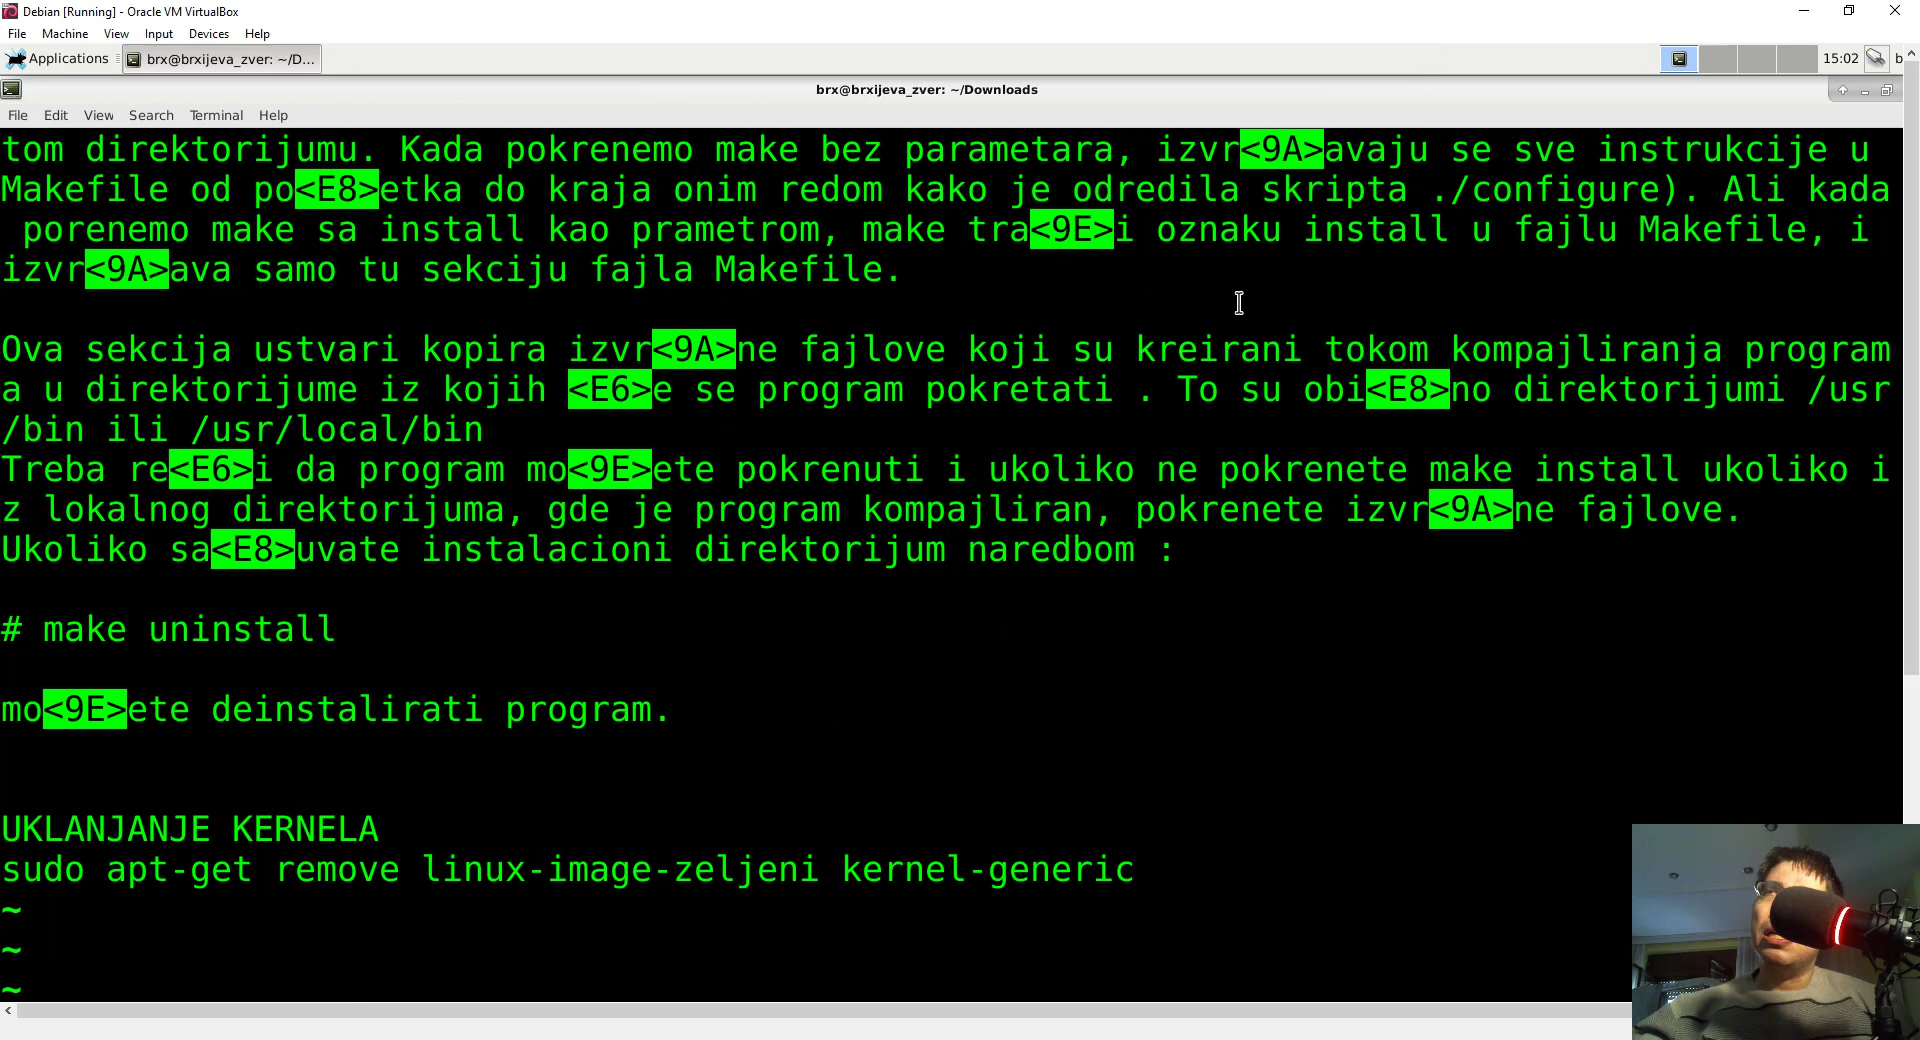 Debian [Running] - Oracle VM VirtualBox
File Machine View Input Devices Help
Applications brx@brxijeva_zver: ~/D... 15:02 b
brx@brxijeva_zver: ~/Downloads
File Edit View Search Terminal Help
tom direktorijumu. Kada pokrenemo make bez parametara, izvr<9A>avaju se sve instrukcije u
Makefile od po<E8>etka do kraja onim redom kako je odredila skripta ./configure). Ali kada
porenemo make sa install kao prametrom, make tra<9E>i oznaku install u fajlu Makefile, i
izvr<9A>ava samo tu sekciju fajla Makefile.
Ova sekcija ustvari kopira izvr<9A>ne fajlove koji su kreirani tokom kompajliranja program
a u direktorijume iz kojih <E6>e se program pokretati . To su obi<E8>no direktorijumi /usr
/bin ili /usr/local/bin
Treba re<E6>i da program mo<9E>ete pokrenuti i ukoliko ne pokrenete make install ukoliko i
z lokalnog direktorijuma, gde je program kompajliran, pokrenete izvr<9A>ne fajlove.
Ukoliko sa<E8>uvate instalacioni direktorijum naredbom :
# make uninstall
mo<9E>ete deinstalirati program.
UKLANJANJE KERNELA
sudo apt-get remove linux-image-zeljeni kernel-generic
~
~
~